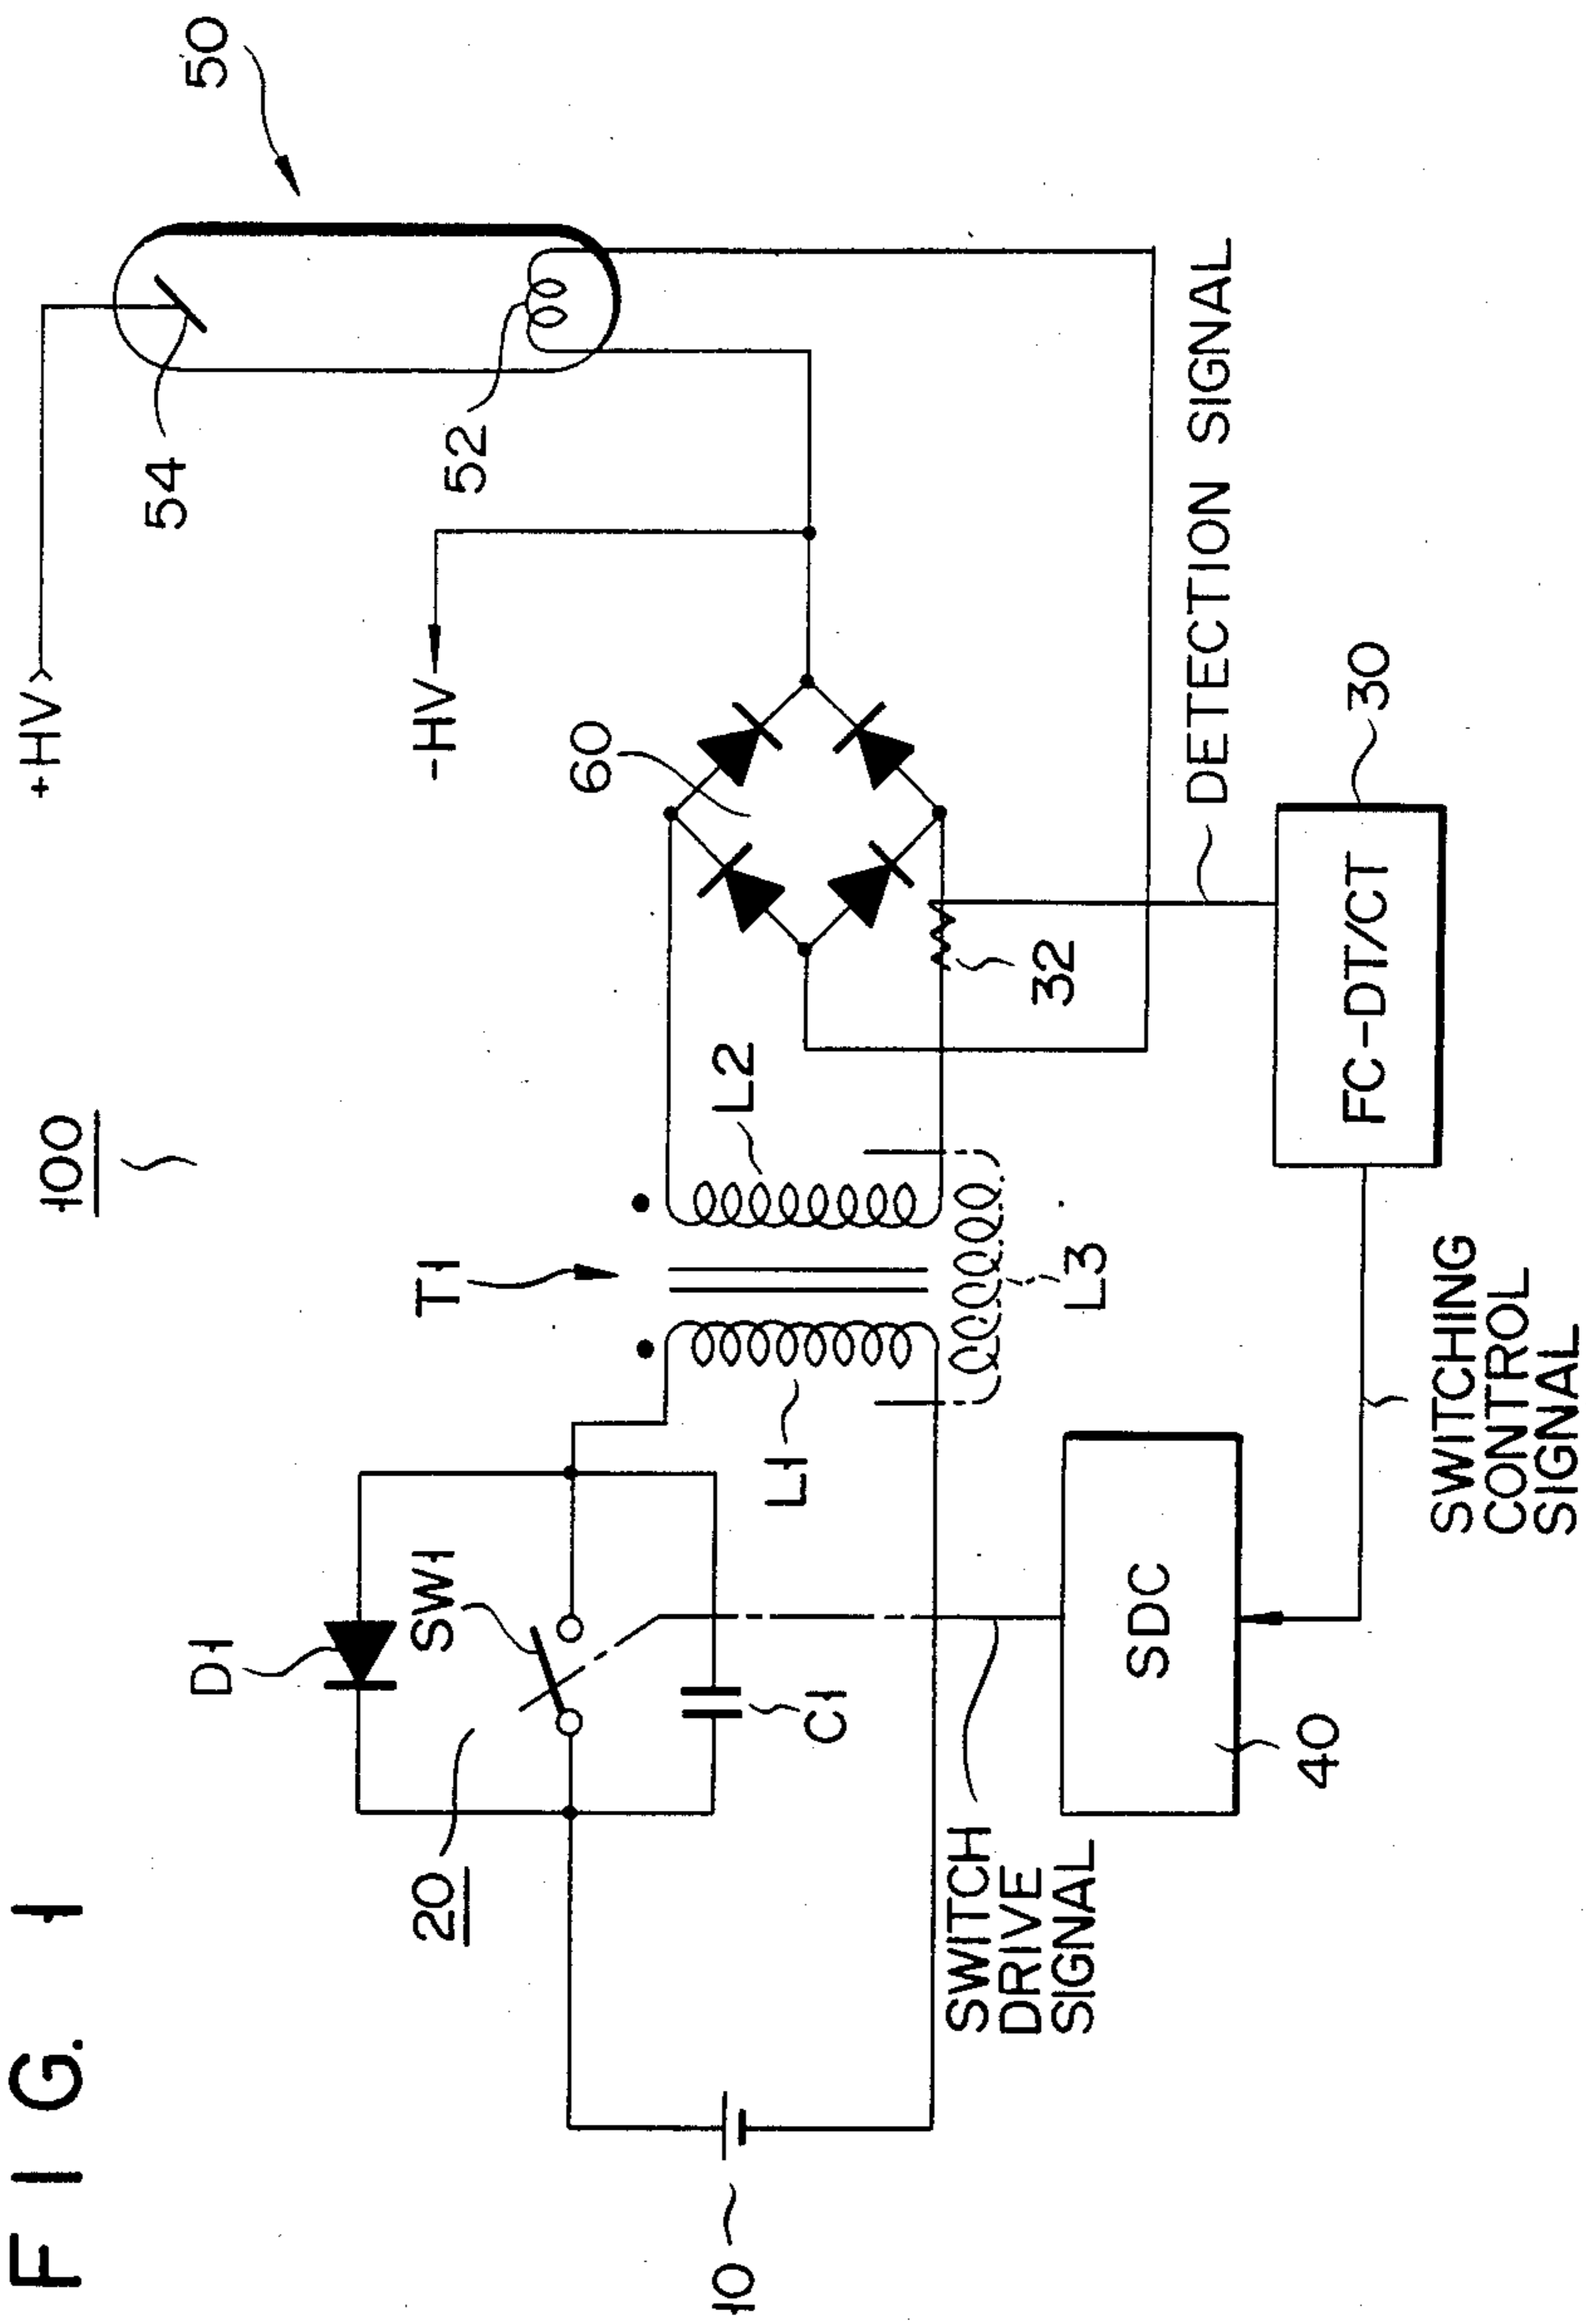 FIG. 1
100
+HV
50
54
-HV
52
60
T1
L2
D1
SW1
20
L1
C1
10
32
L3
DETECTION SIGNAL
SWITCH
DRIVE
SIGNAL
SDC
40
FC-DT/CT
30
SWITCHING
CONTROL
SIGNAL